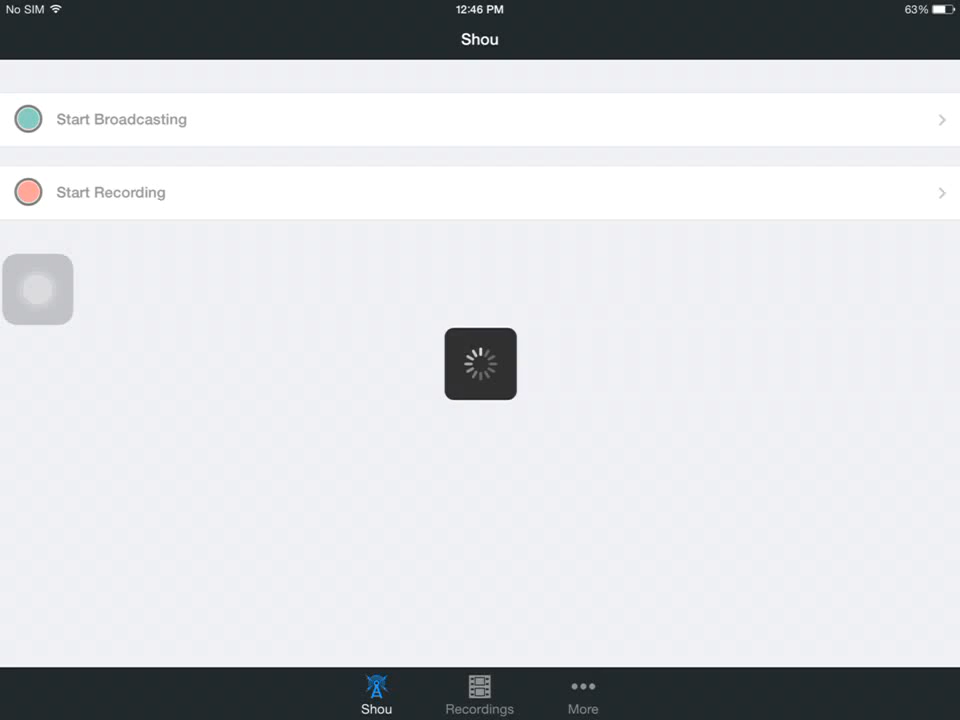 No SIM 12:46 PM 63%
Shou
Start Broadcasting
Start Recording
Shou Recordings More